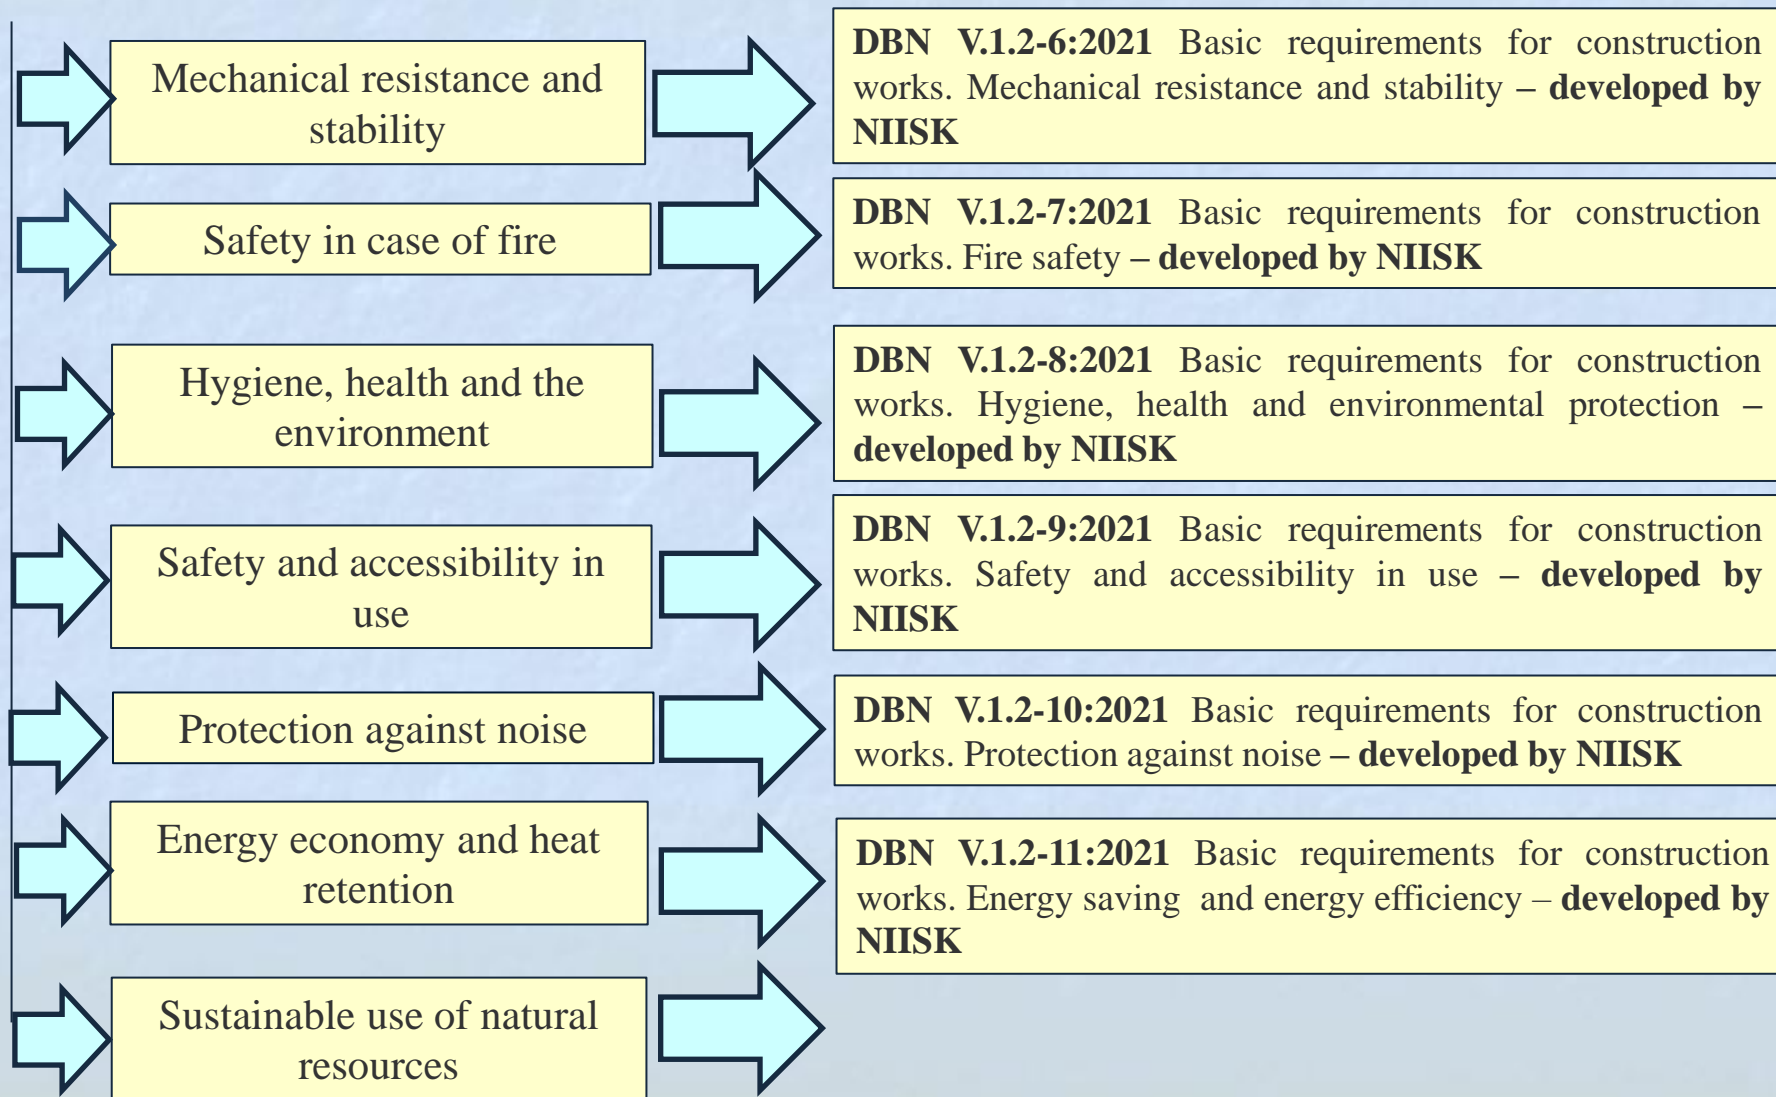 Mechanical resistance and
stability
DBN V.1.2-6:2021 Basic requirements for construction
works. Mechanical resistance and stability – developed by
NIISK
Safety in case of fire
DBN V.1.2-7:2021 Basic requirements for construction
works. Fire safety – developed by NIISK
Hygiene, health and the
environment
DBN V.1.2-8:2021 Basic requirements for construction
works. Hygiene, health and environmental protection –
developed by NIISK
Safety and accessibility in
use
DBN V.1.2-9:2021 Basic requirements for construction
works. Safety and accessibility in use – developed by
NIISK
Protection against noise
DBN V.1.2-10:2021 Basic requirements for construction
works. Protection against noise – developed by NIISK
Energy economy and heat
retention
DBN V.1.2-11:2021 Basic requirements for construction
works. Energy saving and energy efficiency – developed by
NIISK
Sustainable use of natural
resources